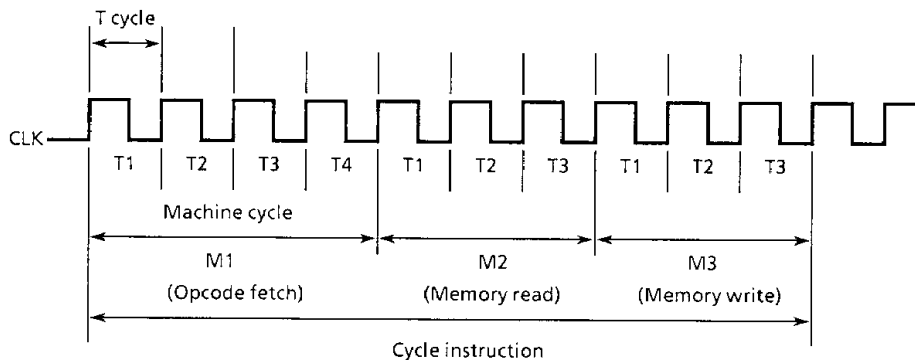 T cycle
CLK
T1 T2 T3 T4 T1 T2 T3 T1 T2 T3
Machine cycle
M1 M2 M3
(Opcode fetch) (Memory read) (Memory write)
Cycle instruction